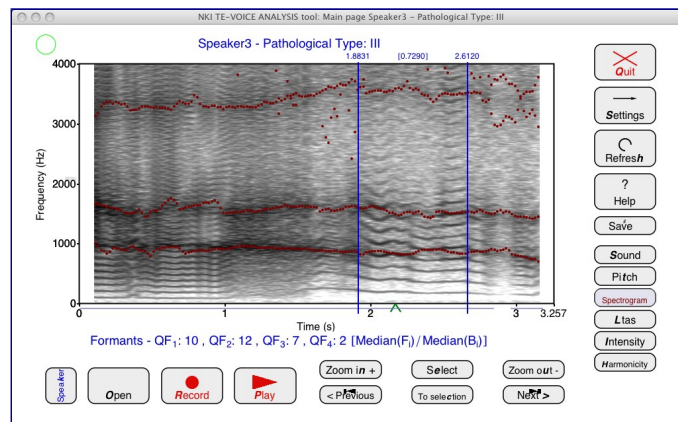 NKI TE-VOICE ANALYSIS tool: Main page Speaker3 - Pathological Type: III
Speaker3 - Pathological Type: III
1.8831 [0.7290] 2.6120
4000
3000
2000
1000
0
Frequency (Hz)
0 1 2 3 3.257
Time (s)
Formants - QF1: 10 , QF2: 12 , QF3: 7 , QF4: 2 [Median(Fi)/Median(Bi)]
Quit
Settings
Refresh
?
Help
Save
Sound
Pitch
Spectrogram
Ltas
Intensity
Harmonicity
Speaker
Open
Record
Play
Zoom in +
Select
Zoom out -
< Previous
To selection
Next >